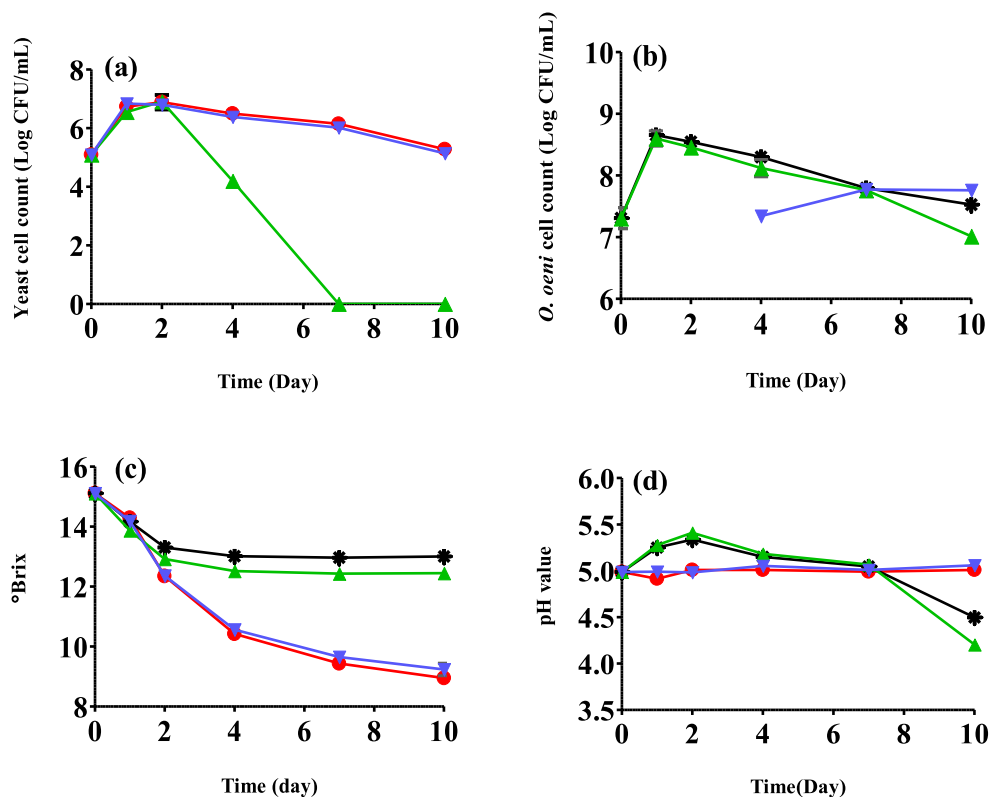 (a)
Yeast cell count (Log CFU/mL)
8
6
4
2
0
0 2 4 6 8 10
Time (Day)
(b)
O. oeni cell count (Log CFU/mL)
10
9
8
7
6
0 2 4 6 8 10
Time (Day)
(c)
°Brix
16
14
12
10
8
0 2 4 6 8 10
Time (day)
(d)
pH value
6.0
5.5
5.0
4.5
4.0
3.5
0 2 4 6 8 10
Time(Day)